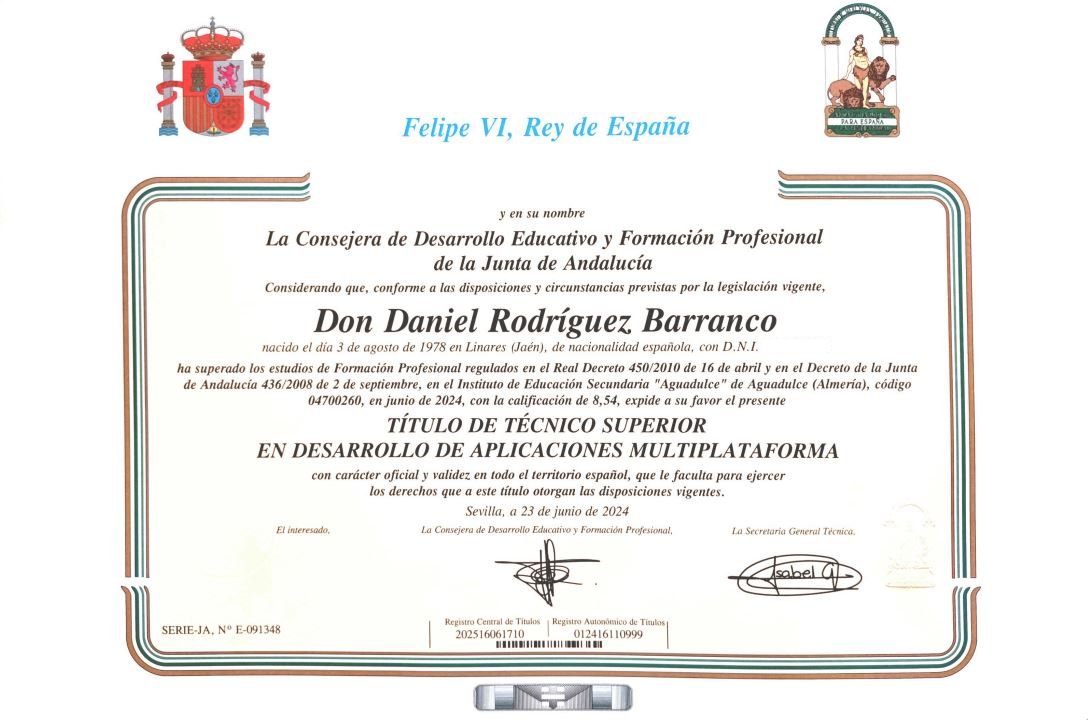 Felipe VI, Rey de España
PARA ESPAÑA
y en su nombre
La Consejera de Desarrollo Educativo y Formación Profesional
de la Junta de Andalucía
Considerando que, conforme a las disposiciones y circunstancias previstas por la legislación vigente,
Don Daniel Rodríguez Barranco
nacido el día 3 de agosto de 1978 en Linares (Jaén), de nacionalidad española, con D.N.I.
ha superado los estudios de Formación Profesional regulados en el Real Decreto 450/2010 de 16 de abril y en el Decreto de la Junta
de Andalucía 436/2008 de 2 de septiembre, en el Instituto de Educación Secundaria "Aguadulce" de Aguadulce (Almería), código
04700260, en junio de 2024, con la calificación de 8,54, expide a su favor el presente
TÍTULO DE TÉCNICO SUPERIOR
EN DESARROLLO DE APLICACIONES MULTIPLATAFORMA
con carácter oficial y validez en todo el territorio español, que le faculta para ejercer
los derechos que a este título otorgan las disposiciones vigentes.
Sevilla, a 23 de junio de 2024
El interesado,
La Consejera de Desarrollo Educativo y Formación Profesional,
La Secretaria General Técnica,
Isabel
SERIE-JA, Nº E-091348
Registro Central de Títulos
202516061710
Registro Autonómico de Títulos
012416110999